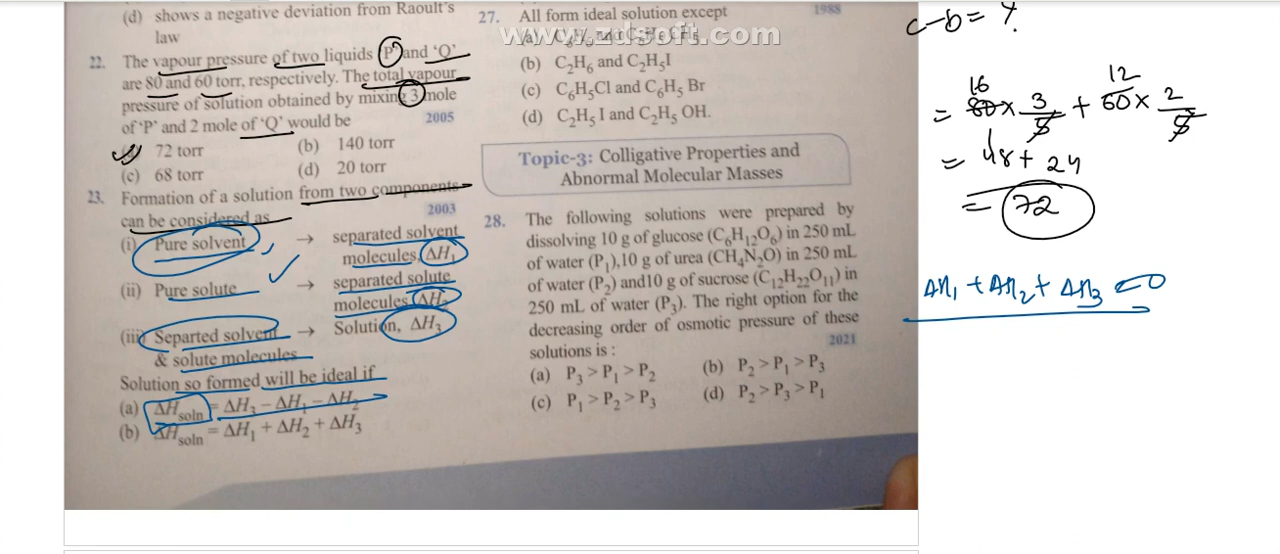 (d) shows a negative deviation from Raoult's
law
22. The vapour pressure of two liquids 'P' and 'Q'
are 80 and 60 torr, respectively. The total vapour
pressure of solution obtained by mixing 3 mole
of 'P' and 2 mole of 'Q' would be 2005
72 torr (b) 140 torr
(c) 68 torr (d) 20 torr
23. Formation of a solution from two components
can be considered as 2003
(i) Pure solvent → separated solvent
molecules, ΔH₁
(ii) Pure solute → separated solute
molecules, ΔH₂
(iii) Separted solvent → Solution, ΔH₃
& solute molecules
Solution so formed will be ideal if
(a) ΔHsoln = ΔH₃ – ΔH₁ – ΔH₂
(b) ΔHsoln = ΔH₁ + ΔH₂ + ΔH₃
27. All form ideal solution except 1988
www.zdsoft.com
(b) C₂H₆ and C₂H₅I
(c) C₆H₅Cl and C₆H₅ Br
(d) C₂H₅ I and C₂H₅ OH.
Topic-3: Colligative Properties and
Abnormal Molecular Masses
28. The following solutions were prepared by
dissolving 10 g of glucose (C₆H₁₂O₆) in 250 mL
of water (P₁),10 g of urea (CH₄N₂O) in 250 mL
of water (P₂) and10 g of sucrose (C₁₂H₂₂O₁₁) in
250 mL of water (P₃). The right option for the
decreasing order of osmotic pressure of these
solutions is : 2021
(a) P₃ > P₁ > P₂ (b) P₂ > P₁ > P₃
(c) P₁ > P₂ > P₃ (d) P₂ > P₃ > P₁
c-b = ?
16 12
= 80 x 3/5 + 60 x 2/5
= 48 + 24
= 72
ΔH₁ + ΔH₂ + ΔH₃ = 0